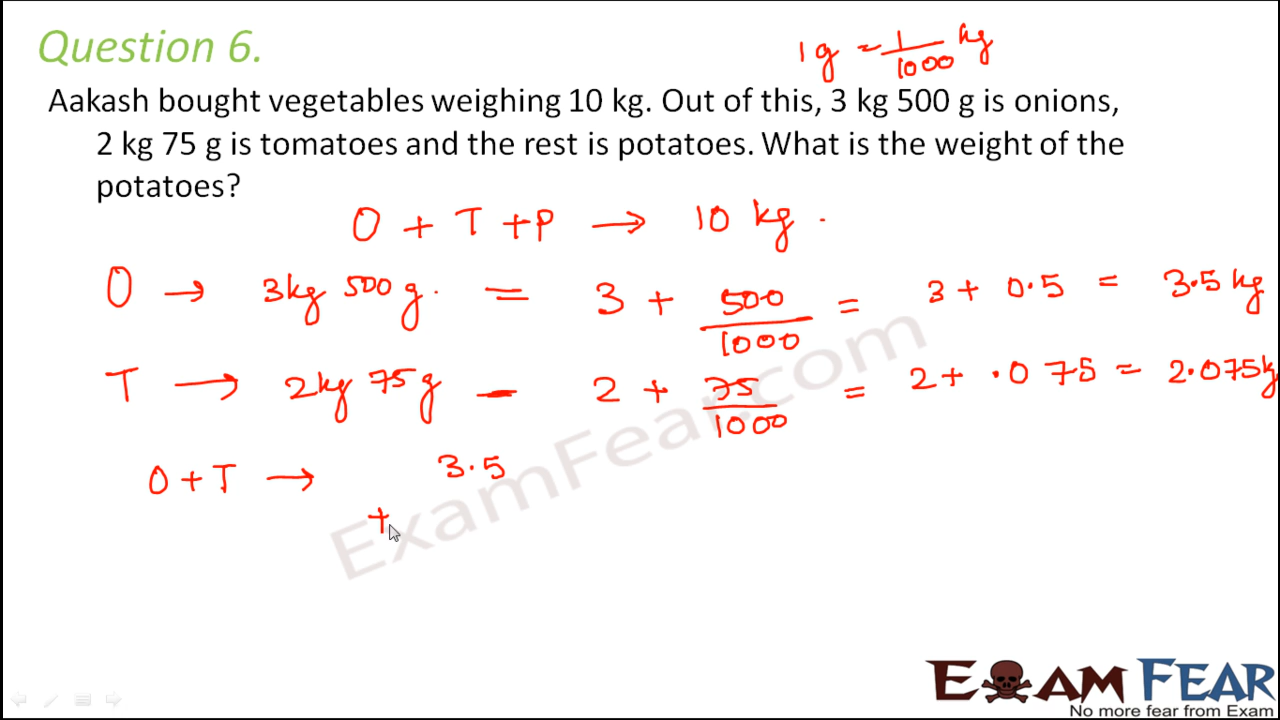 Question 6.
1g = 1/1000 kg
Aakash bought vegetables weighing 10 kg. Out of this, 3 kg 500 g is onions,
2 kg 75 g is tomatoes and the rest is potatoes. What is the weight of the
potatoes?
O + T + P → 10 kg.
O → 3kg 500 g. = 3 + 500/1000 = 3 + 0.5 = 3.5 kg
T → 2kg 75 g - 2 + 75/1000 = 2 + .075 = 2.075kg
O + T → 3.5
+
ExamFear.com
EXAM FEAR
No more fear from Exam